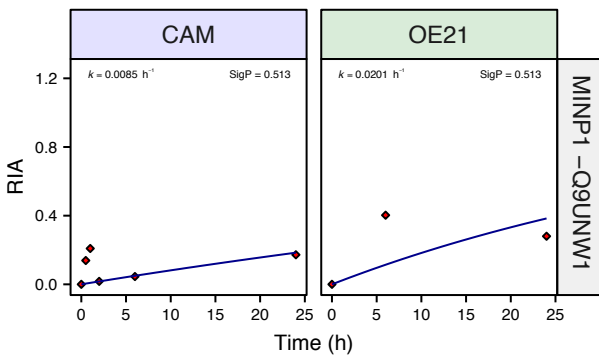 CAM
OE21
k = 0.0085 h⁻¹
SigP = 0.513
k = 0.0201 h⁻¹
SigP = 0.513
MINP1 −Q9UNW1
RIA
1.2
0.8
0.4
0.0
0 5 10 15 20 25
0 5 10 15 20 25
Time (h)